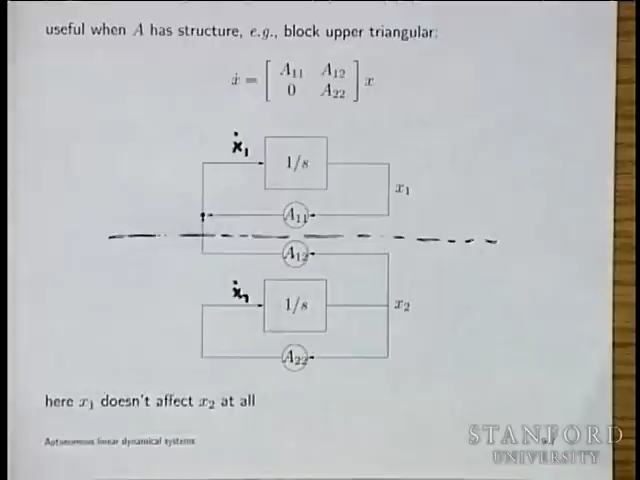 useful when A has structure, e.g., block upper triangular:
ẋ = [ A11 A12
0 A22 ] x
ẋ1
1/s
x1
A11
A12
ẋ2
1/s
x2
A22
here x1 doesn't affect x2 at all
Autonomous linear dynamical systems
STANFORD
UNIVERSITY